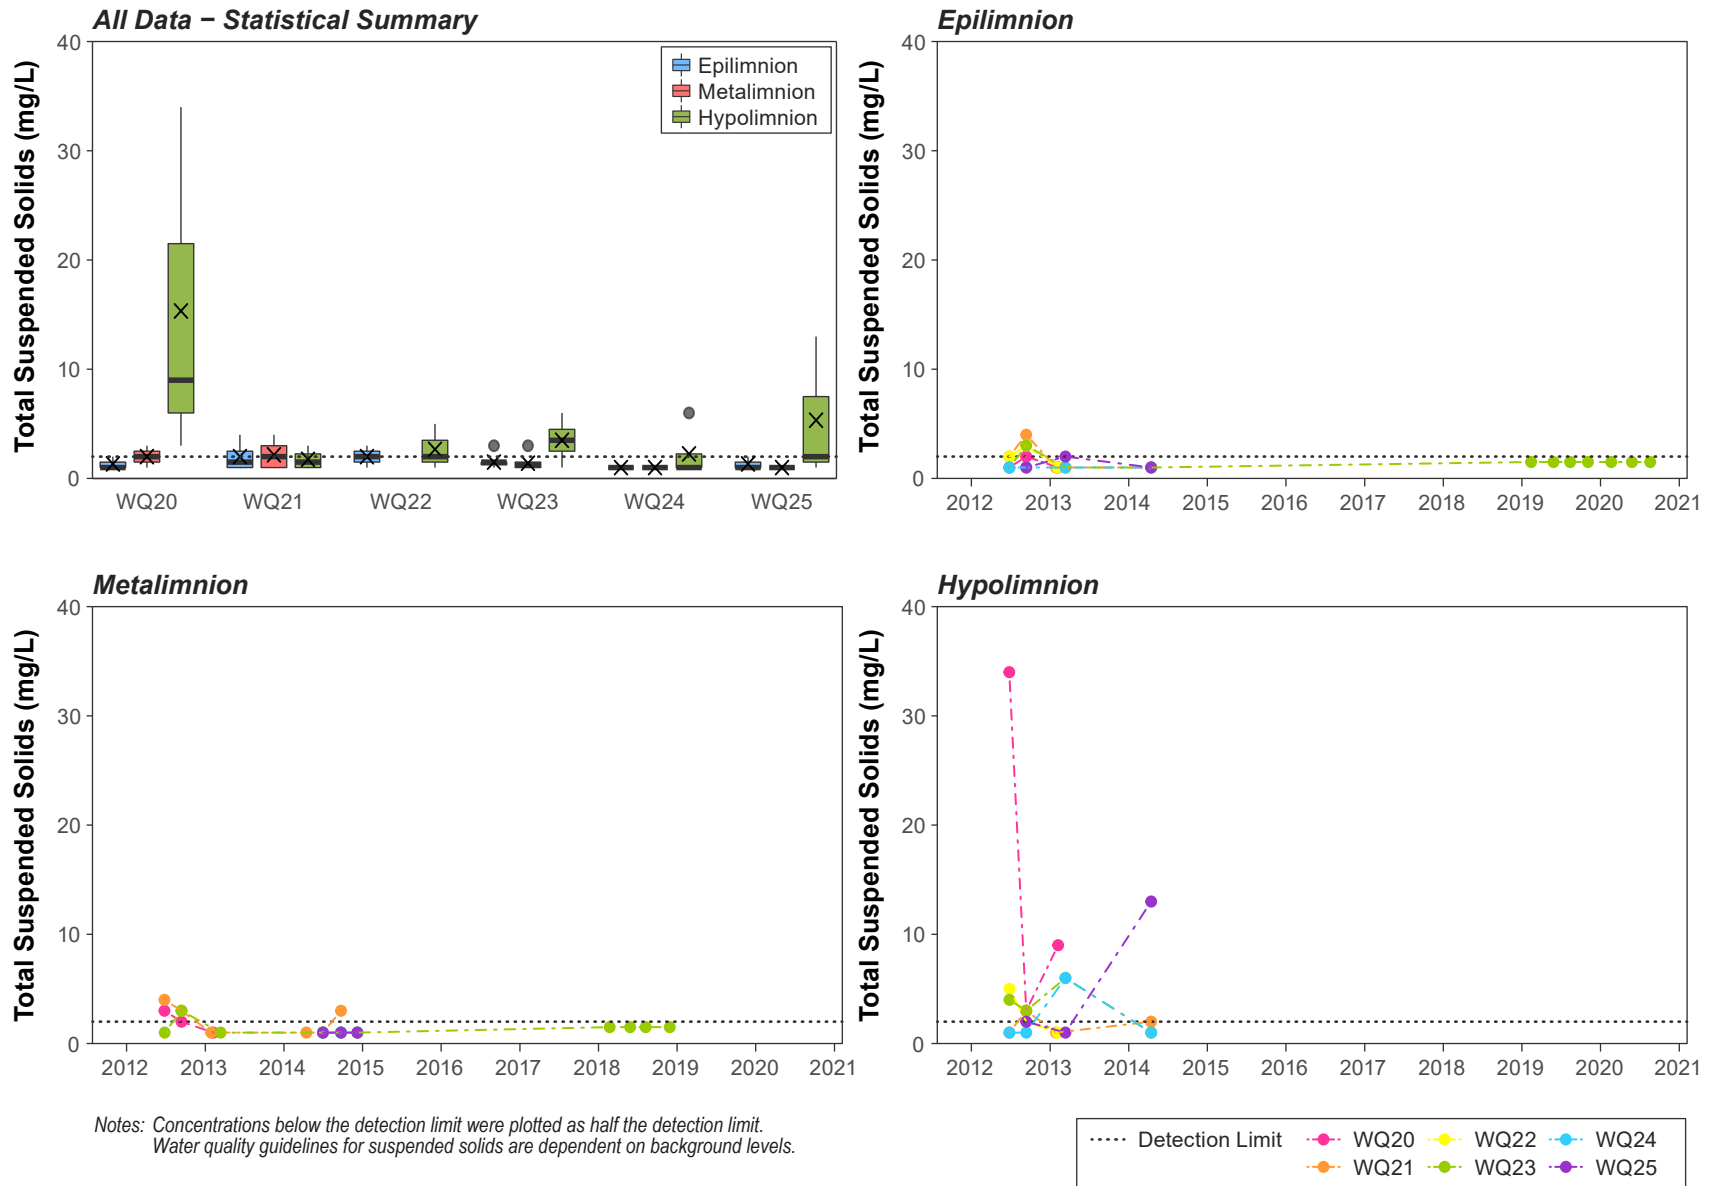 All Data − Statistical Summary
Total Suspended Solids (mg/L)
40
30
20
10
0
Epilimnion
Metalimnion
Hypolimnion
WQ20 WQ21 WQ22 WQ23 WQ24 WQ25
Epilimnion
Total Suspended Solids (mg/L)
40
30
20
10
0
2012 2013 2014 2015 2016 2017 2018 2019 2020 2021
Metalimnion
Total Suspended Solids (mg/L)
40
30
20
10
0
2012 2013 2014 2015 2016 2017 2018 2019 2020 2021
Hypolimnion
Total Suspended Solids (mg/L)
40
30
20
10
0
2012 2013 2014 2015 2016 2017 2018 2019 2020 2021
Notes: Concentrations below the detection limit were plotted as half the detection limit.
Water quality guidelines for suspended solids are dependent on background levels.
Detection Limit WQ20 WQ22 WQ24
WQ21 WQ23 WQ25